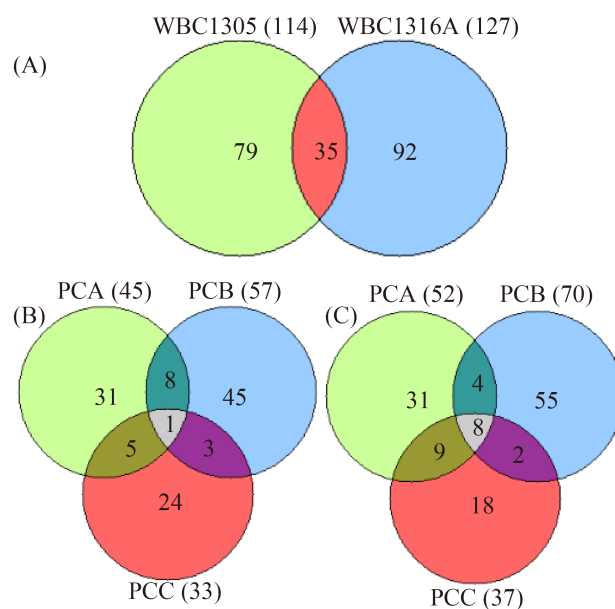 WBC1305 (114) WBC1316A (127)
(A)
79 35 92
PCA (45) PCB (57)
(B)
8
31 45
1
5 3
24
PCC (33)
PCA (52) PCB (70)
(C)
4
31 55
8
9 2
18
PCC (37)